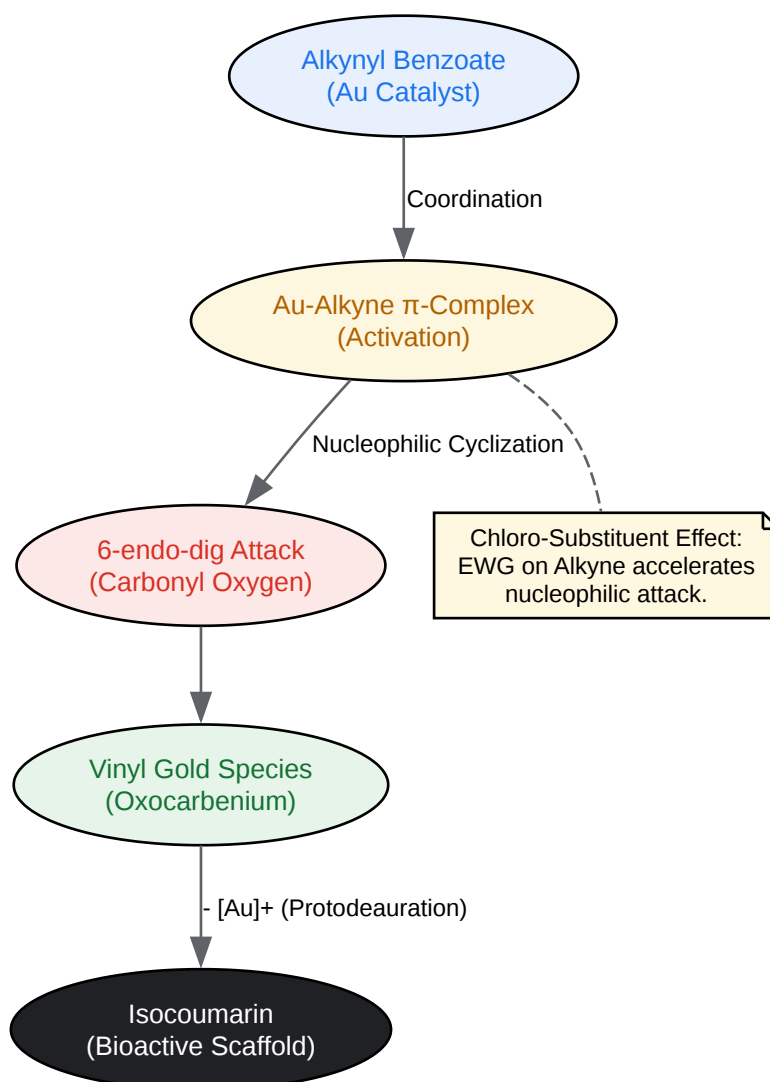 Alkynyl Benzoate
(Au Catalyst)
Coordination
Au-Alkyne π-Complex
(Activation)
Nucleophilic Cyclization
6-endo-dig Attack
(Carbonyl Oxygen)
Chloro-Substituent Effect:
EWG on Alkyne accelerates
nucleophilic attack.
Vinyl Gold Species
(Oxocarbenium)
- [Au]+ (Protodeauration)
Isocoumarin
(Bioactive Scaffold)